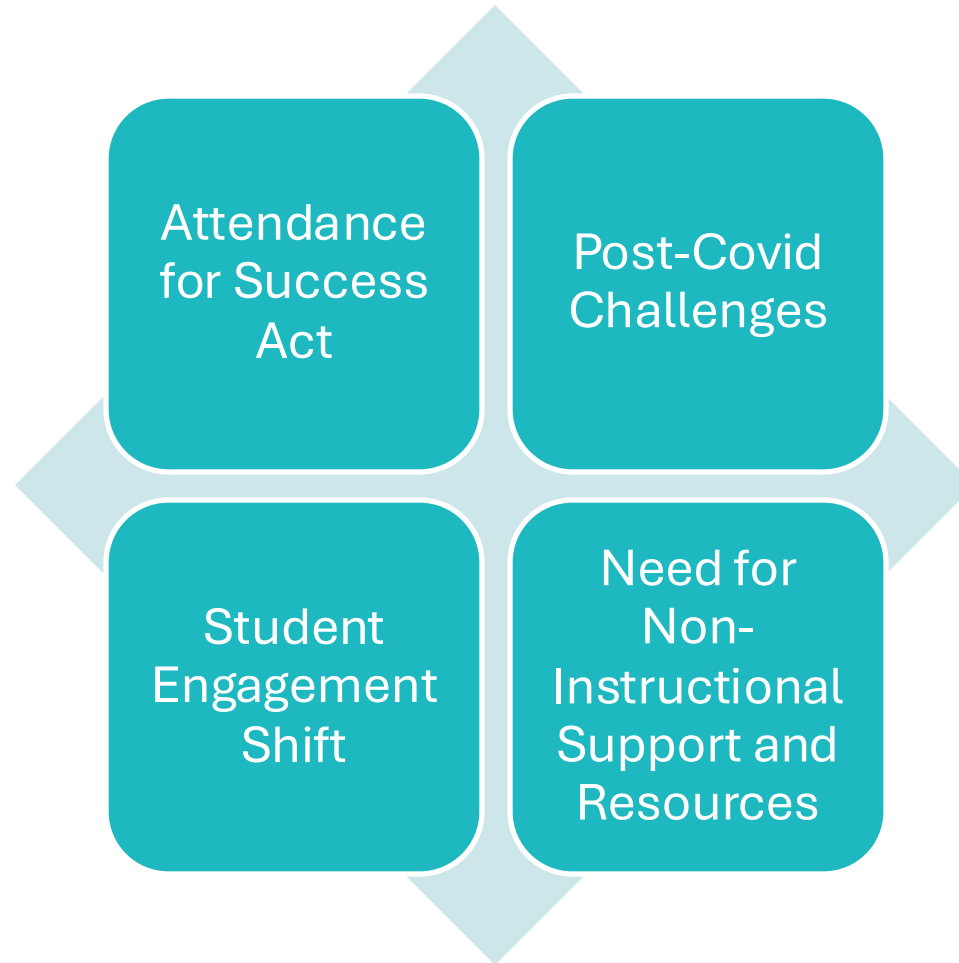 Attendance
for Success
Act
Post-Covid
Challenges
Student
Engagement
Shift
Need for
Non-
Instructional
Support and
Resources